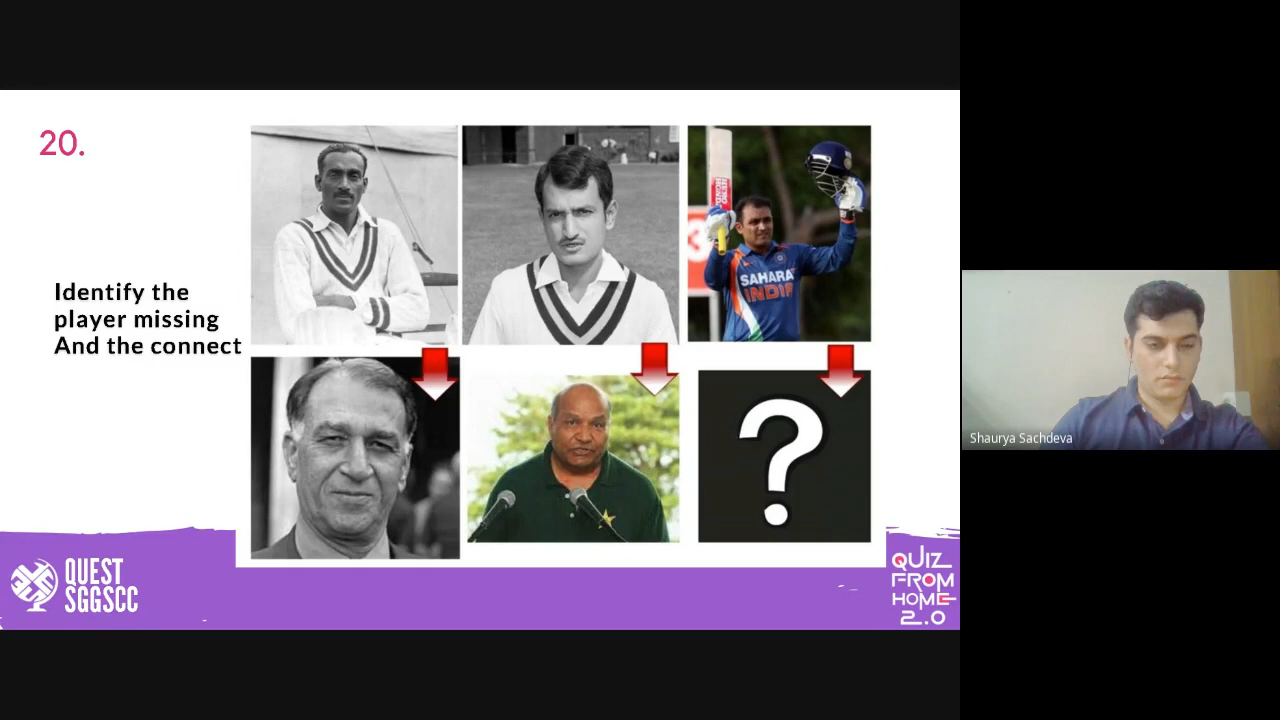 20.
Identify the
player missing
And the connect
SAHARA
INDIA
?
QUEST
SGGSCC
QUIZ
FROM
HOME
2.0
Shaurya Sachdeva